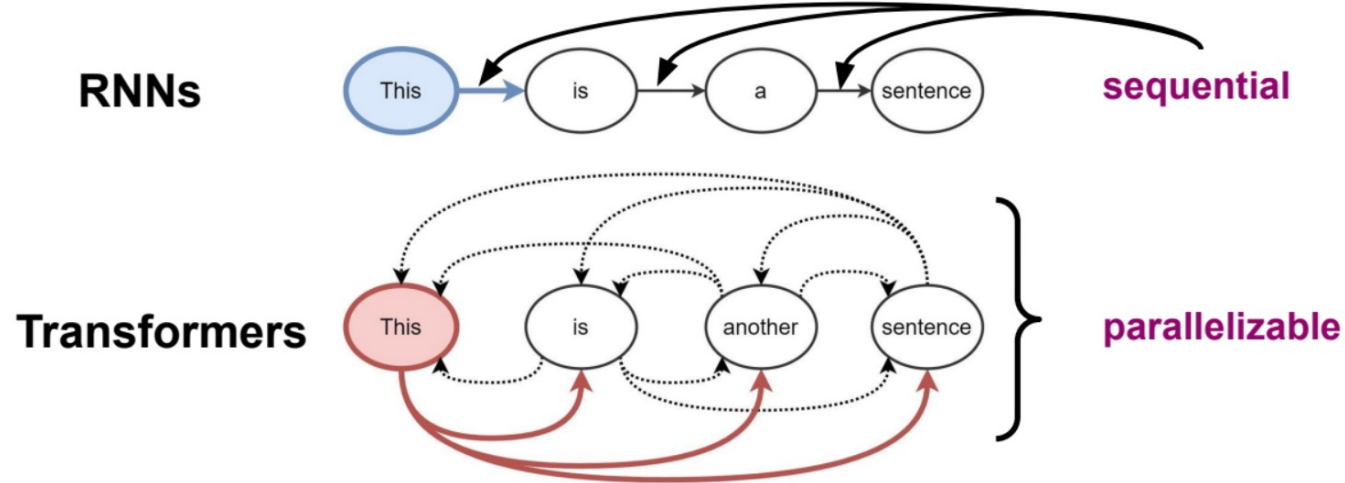 RNNs This is a sentence sequential
Transformers This is another sentence parallelizable